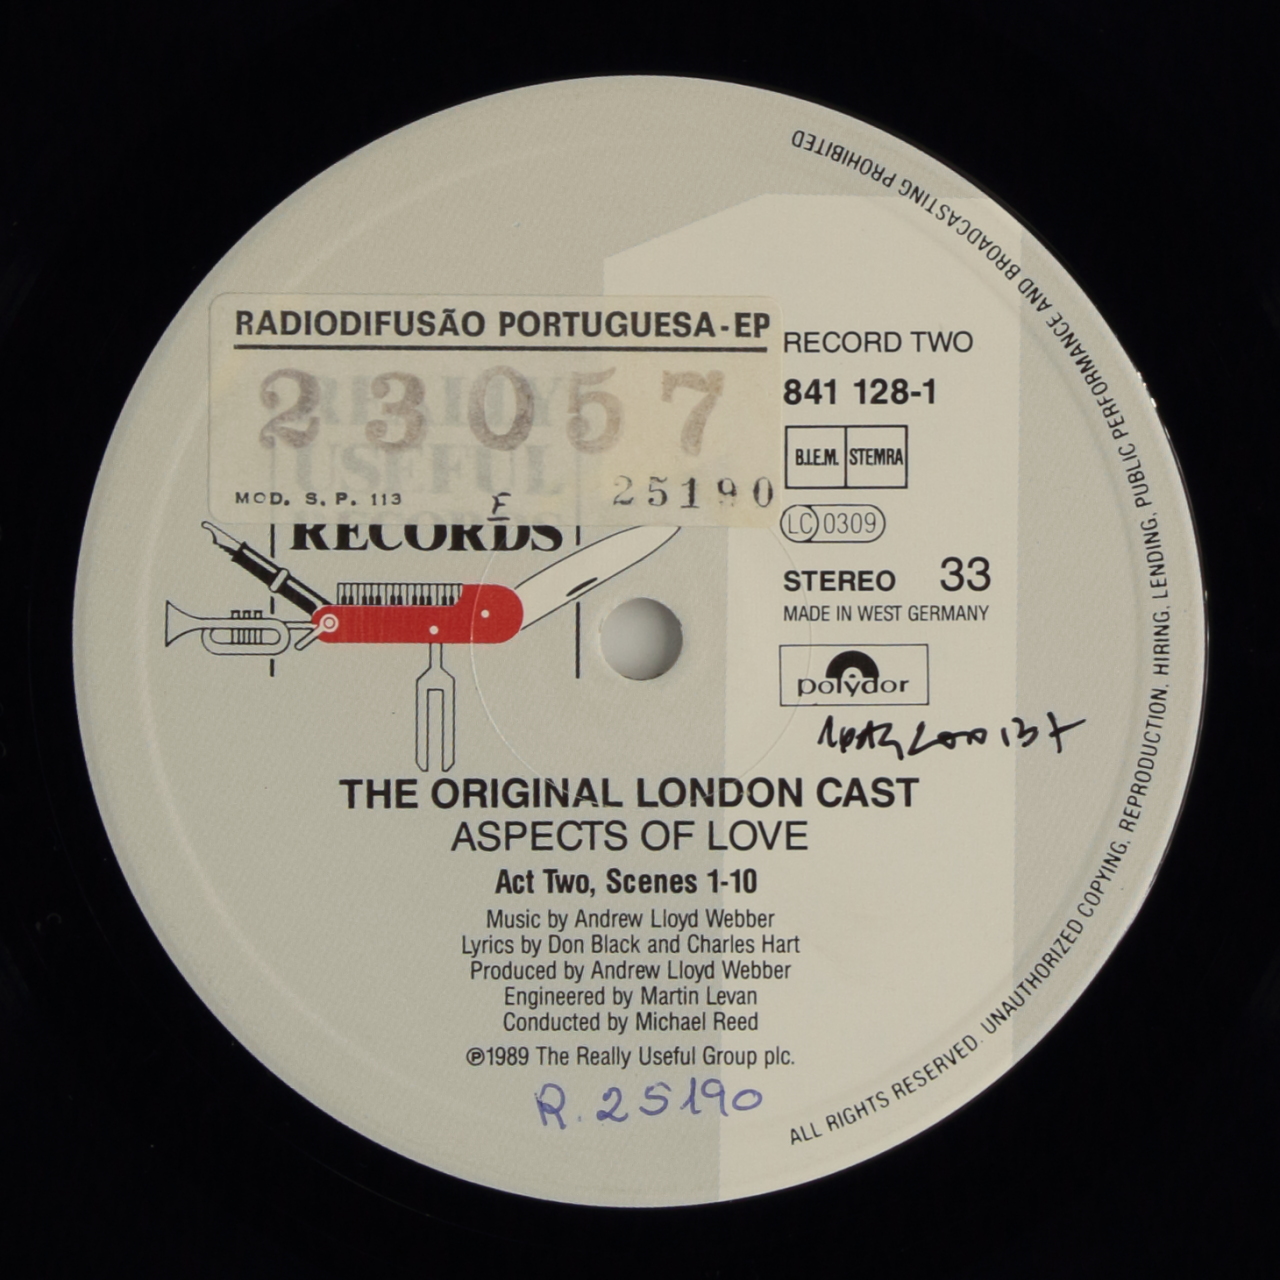 RADIODIFUSÃO PORTUGUESA-EP
23057
MOD. S. P. 113
F
25190
REALLY
USEFUL
RECORDS
RECORD TWO
841 128-1
B.I.E.M. STEMRA
LC 0309
STEREO 33
MADE IN WEST GERMANY
polydor
THE ORIGINAL LONDON CAST
ASPECTS OF LOVE
Act Two, Scenes 1-10
Music by Andrew Lloyd Webber
Lyrics by Don Black and Charles Hart
Produced by Andrew Lloyd Webber
Engineered by Martin Levan
Conducted by Michael Reed
℗1989 The Really Useful Group plc.
R. 25190
ALL RIGHTS RESERVED. UNAUTHORIZED COPYING, REPRODUCTION, HIRING, LENDING, PUBLIC PERFORMANCE AND BROADCASTING PROHIBITED